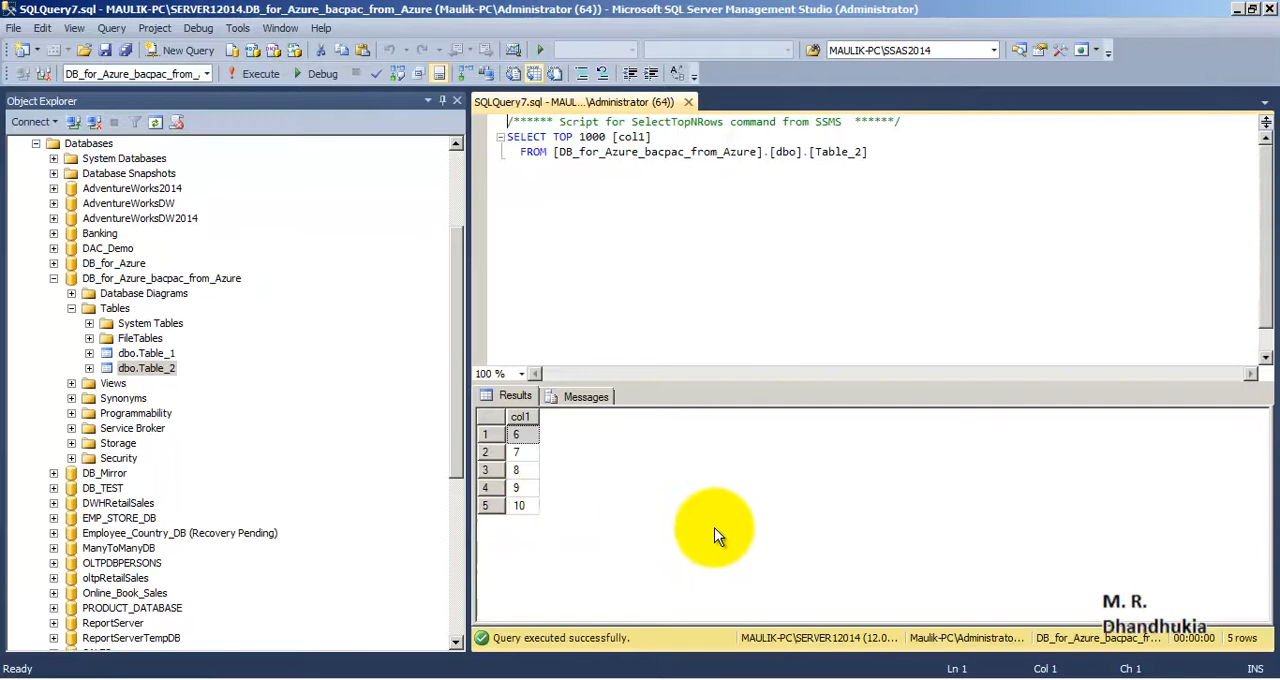 SQLQuery7.sql - MAULIK-PC\SERVER12014.DB_for_Azure_bacpac_from_Azure (Maulik-PC\Administrator (64)) - Microsoft SQL Server Management Studio (Administrator)
File Edit View Query Project Debug Tools Window Help
New Query MAULIK-PC\SSAS2014
DB_for_Azure_bacpac_from_ Execute Debug
Object Explorer
SQLQuery7.sql - MAUL...\Administrator (64))
Connect
Databases
System Databases
Database Snapshots
AdventureWorks2014
AdventureWorksDW
AdventureWorksDW2014
Banking
DAC_Demo
DB_for_Azure
DB_for_Azure_bacpac_from_Azure
Database Diagrams
Tables
System Tables
FileTables
dbo.Table_1
dbo.Table_2
Views
Synonyms
Programmability
Service Broker
Storage
Security
DB_Mirror
DB_TEST
DWHRetailSales
EMP_STORE_DB
Employee_Country_DB (Recovery Pending)
ManyToManyDB
OLTPDBPERSONS
oltpRetailSales
Online_Book_Sales
PRODUCT_DATABASE
ReportServer
ReportServerTempDB
/****** Script for SelectTopNRows command from SSMS ******/
SELECT TOP 1000 [col1]
FROM [DB_for_Azure_bacpac_from_Azure].[dbo].[Table_2]
100 %
Results Messages
col1
1 6
2 7
3 8
4 9
5 10
M. R.
Dhandhukia
Query executed successfully. MAULIK-PC\SERVER12014 (12.0... Maulik-PC\Administrato... DB_for_Azure_bacpac_fr... 00:00:00 5 rows
Ready Ln 1 Col 1 Ch 1 INS